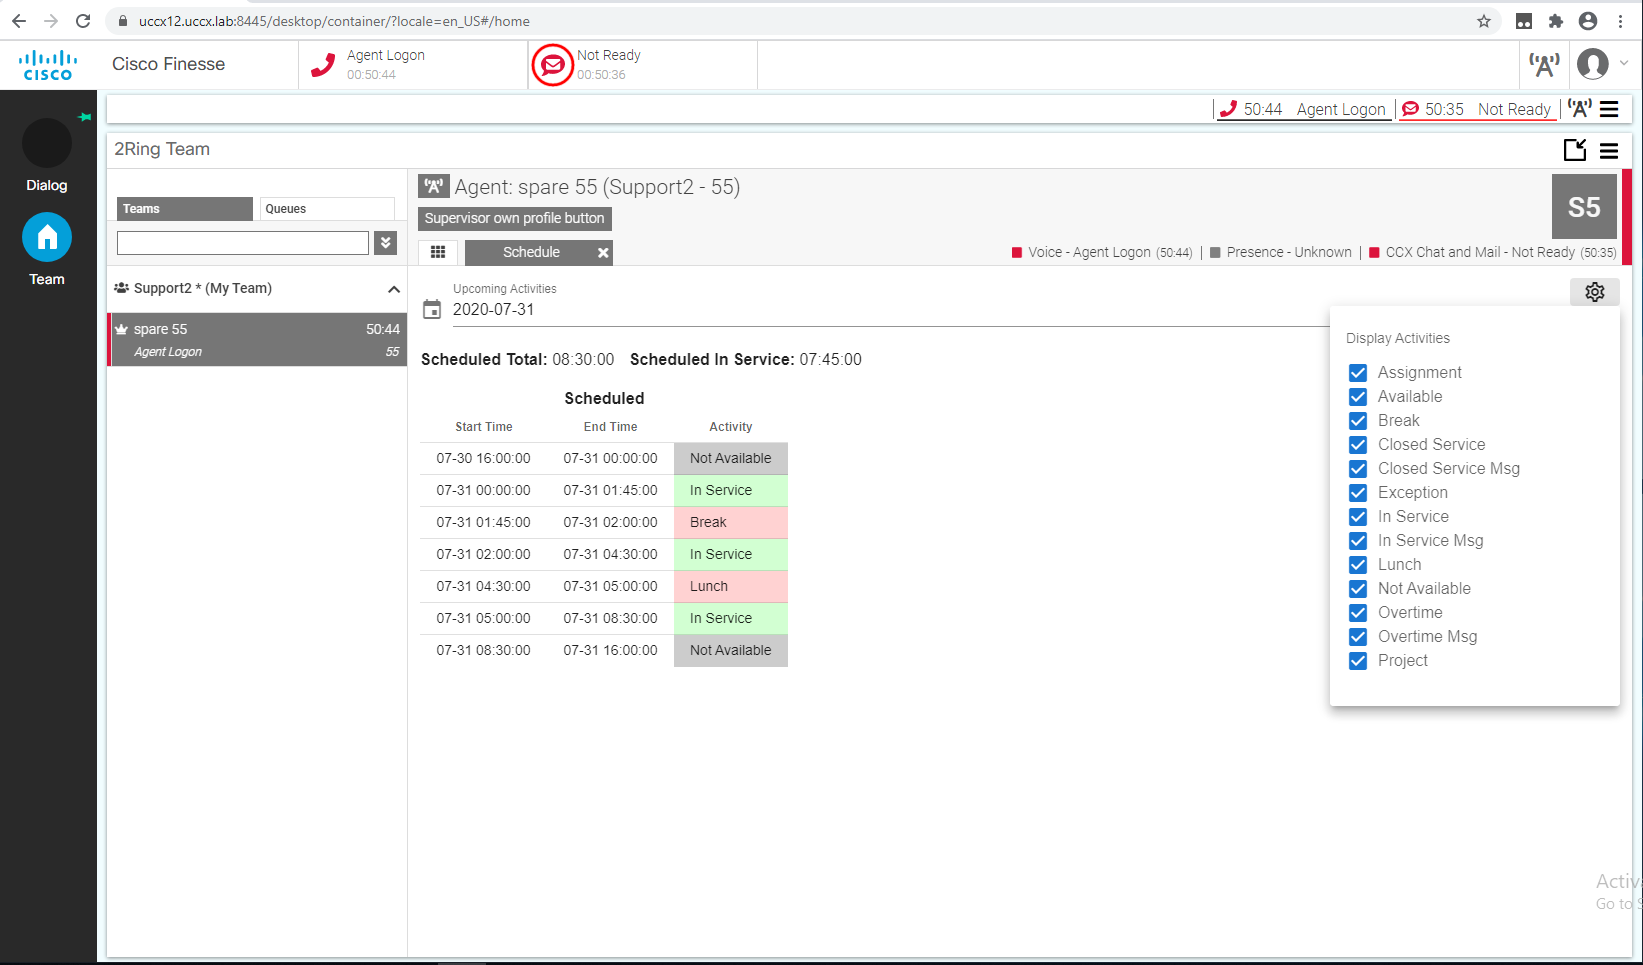 uccx12.uccx.lab:8445/desktop/container/?locale=en_US#/home
CISCO
Cisco Finesse
Agent Logon
00:50:44
Not Ready
00:50:36
50:44 Agent Logon
50:35 Not Ready
Dialog
Team
2Ring Team
Teams
Queues
Support2 * (My Team)
spare 55 50:44
Agent Logon 55
Agent: spare 55 (Support2 - 55)
Supervisor own profile button
S5
Schedule
Voice - Agent Logon (50:44) | Presence - Unknown | CCX Chat and Mail - Not Ready (50:35)
Upcoming Activities
2020-07-31
Scheduled Total: 08:30:00 Scheduled In Service: 07:45:00
Scheduled
Start Time End Time Activity
07-30 16:00:00 07-31 00:00:00 Not Available
07-31 00:00:00 07-31 01:45:00 In Service
07-31 01:45:00 07-31 02:00:00 Break
07-31 02:00:00 07-31 04:30:00 In Service
07-31 04:30:00 07-31 05:00:00 Lunch
07-31 05:00:00 07-31 08:30:00 In Service
07-31 08:30:00 07-31 16:00:00 Not Available
Display Activities
Assignment
Available
Break
Closed Service
Closed Service Msg
Exception
In Service
In Service Msg
Lunch
Not Available
Overtime
Overtime Msg
Project
Go to